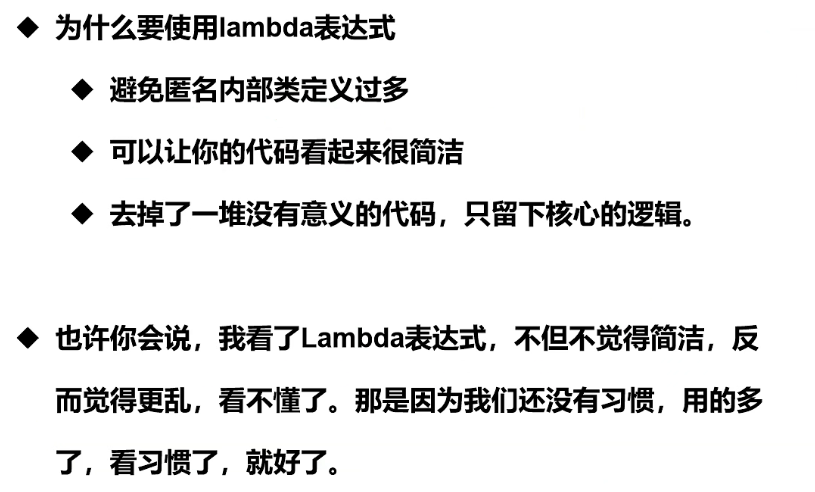 ◆ 为什么要使用lambda表达式
◆ 避免匿名内部类定义过多
◆ 可以让你的代码看起来很简洁
◆ 去掉了一堆没有意义的代码，只留下核心的逻辑。
◆ 也许你会说，我看了Lambda表达式，不但不觉得简洁，反
而觉得更乱，看不懂了。那是因为我们还没有习惯，用的多
了，看习惯了，就好了。